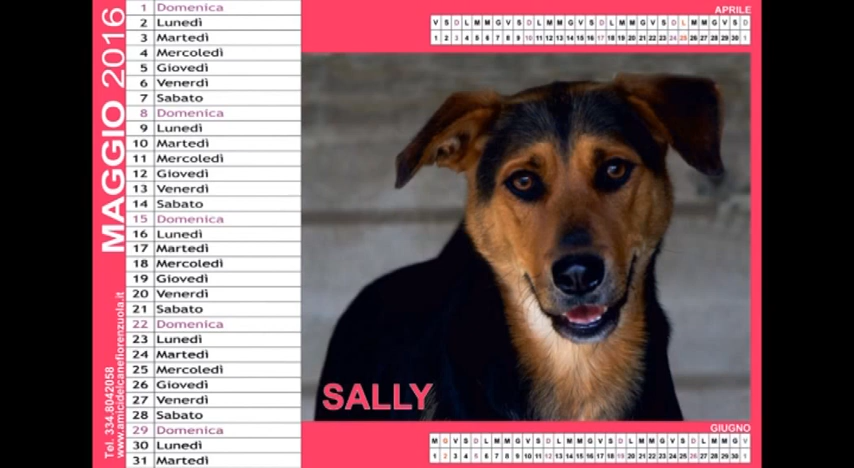 MAGGIO 2016
Tel. 334.8042058
www.amicidelcanefiorenzuola.it
1 Domenica
2 Lunedì
3 Martedì
4 Mercoledì
5 Giovedì
6 Venerdì
7 Sabato
8 Domenica
9 Lunedì
10 Martedì
11 Mercoledì
12 Giovedì
13 Venerdì
14 Sabato
15 Domenica
16 Lunedì
17 Martedì
18 Mercoledì
19 Giovedì
20 Venerdì
21 Sabato
22 Domenica
23 Lunedì
24 Martedì
25 Mercoledì
26 Giovedì
27 Venerdì
28 Sabato
29 Domenica
30 Lunedì
31 Martedì
APRILE
V S D L M M G V S D L M M G V S D L M M G V S D L M M G V S D
1 2 3 4 5 6 7 8 9 10 11 12 13 14 15 16 17 18 19 20 21 22 23 24 25 26 27 28 29 30 1
SALLY
GIUGNO
M G V S D L M M G V S D L M M G V S D L M M G V S D L M M G V
1 2 3 4 5 6 7 8 9 10 11 12 13 14 15 16 17 18 19 20 21 22 23 24 25 26 27 28 29 30 1